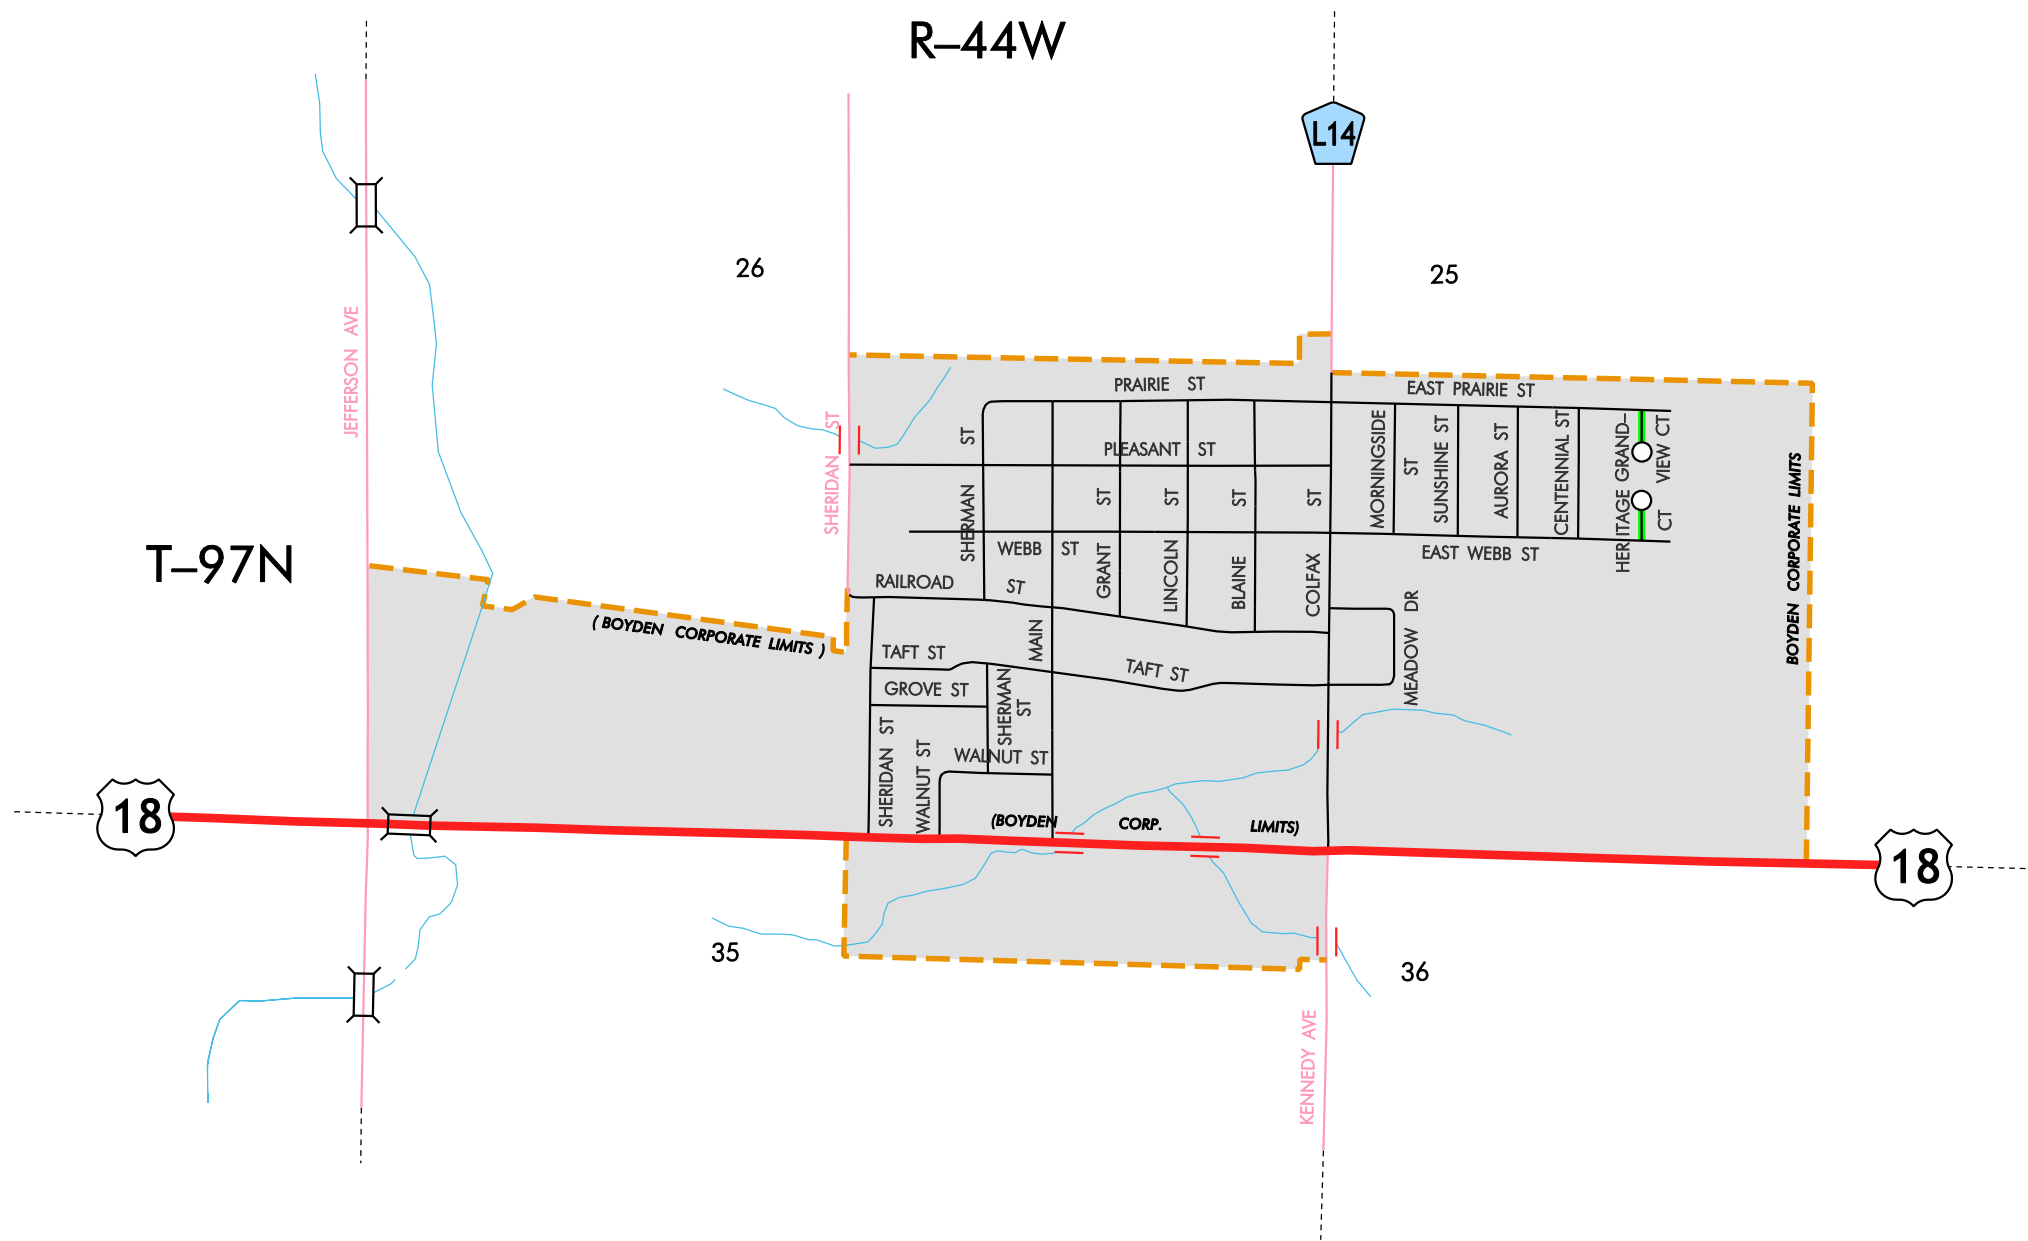 R–44W
L14
26
25
JEFFERSON AVE
PRAIRIE ST
EAST PRAIRIE ST
SHERIDAN ST
SHERMAN ST
PLEASANT ST
GRANT ST
LINCOLN ST
BLAINE ST
COLFAX ST
MORNINGSIDE
ST
SUNSHINE ST
AURORA ST
CENTENNIAL ST
GRAND–
VIEW CT
HERITAGE
CT
BOYDEN CORPORATE LIMITS
T–97N
WEBB ST
EAST WEBB ST
RAILROAD ST
( BOYDEN CORPORATE LIMITS )
MAIN
MEADOW DR
TAFT ST
TAFT ST
GROVE ST
SHERMAN
ST
SHERIDAN ST
WALNUT ST
WALNUT ST
18
(BOYDEN CORP. LIMITS)
18
35
36
KENNEDY AVE